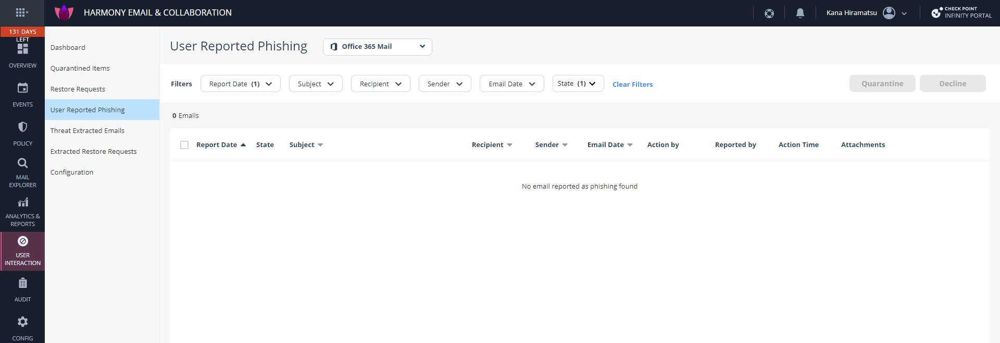 HARMONY EMAIL & COLLABORATION
Kana Hiramatsu
CHECK POINT
INFINITY PORTAL
131 DAYS
LEFT
OVERVIEW
EVENTS
POLICY
MAIL
EXPLORER
ANALYTICS &
REPORTS
USER
INTERACTION
AUDIT
CONFIG
Dashboard
Quarantined Items
Restore Requests
User Reported Phishing
Threat Extracted Emails
Extracted Restore Requests
Configuration
User Reported Phishing
Office 365 Mail
Filters
Report Date (1)
Subject
Recipient
Sender
Email Date
State (1)
Clear Filters
Quarantine
Decline
0 Emails
Report Date
State
Subject
Recipient
Sender
Email Date
Action by
Reported by
Action Time
Attachments
No email reported as phishing found